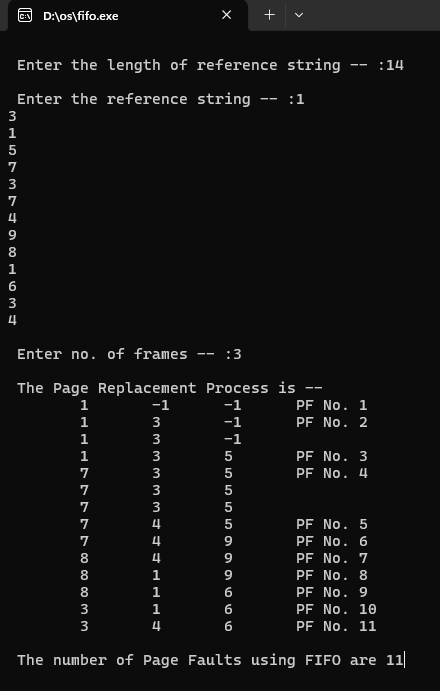 D:\os\fifo.exe
Enter the length of reference string -- :14
Enter the reference string -- :1
3
1
5
7
3
7
4
9
8
1
6
3
4
Enter no. of frames -- :3
The Page Replacement Process is --
1 -1 -1 PF No. 1
1 3 -1 PF No. 2
1 3 -1
1 3 5 PF No. 3
7 3 5 PF No. 4
7 3 5
7 3 5
7 4 5 PF No. 5
7 4 9 PF No. 6
8 4 9 PF No. 7
8 1 9 PF No. 8
8 1 6 PF No. 9
3 1 6 PF No. 10
3 4 6 PF No. 11
The number of Page Faults using FIFO are 11